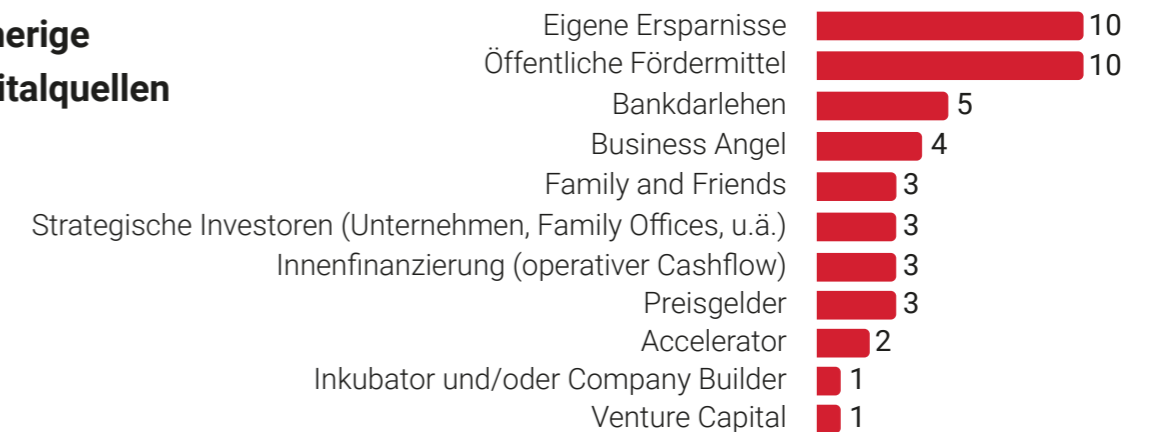 herige
italquellen
Eigene Ersparnisse 10
Öffentliche Fördermittel 10
Bankdarlehen 5
Business Angel 4
Family and Friends 3
Strategische Investoren (Unternehmen, Family Offices, u.ä.) 3
Innenfinanzierung (operativer Cashflow) 3
Preisgelder 3
Accelerator 2
Inkubator und/oder Company Builder 1
Venture Capital 1